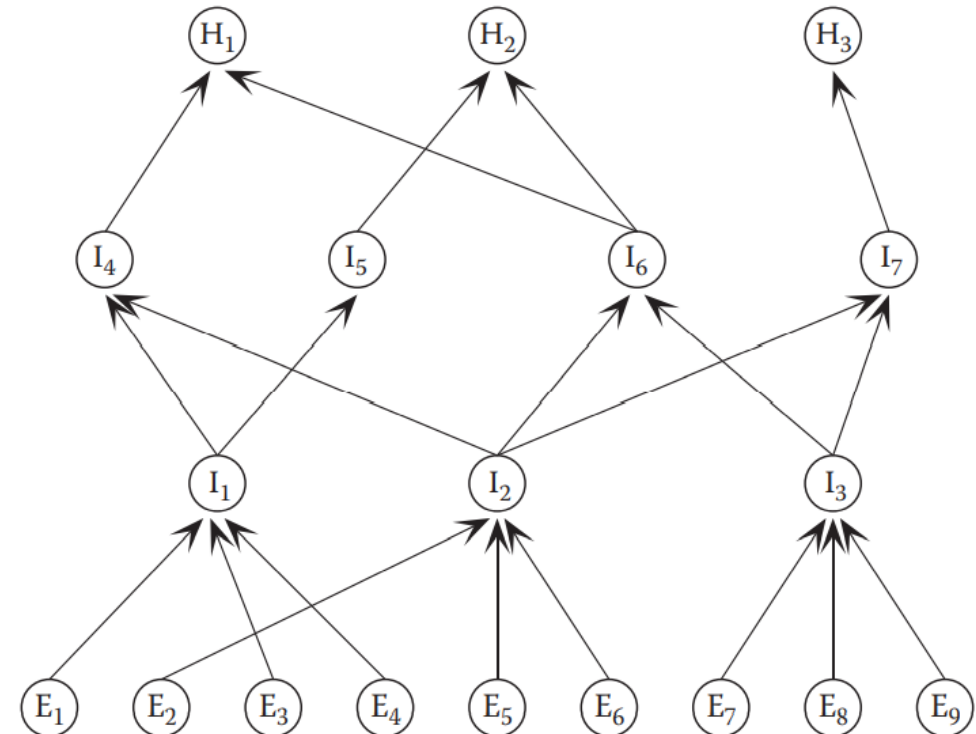 H₁ H₂ H₃
I₄ I₅ I₆ I₇
I₁ I₂ I₃
E₁ E₂ E₃ E₄ E₅ E₆ E₇ E₈ E₉